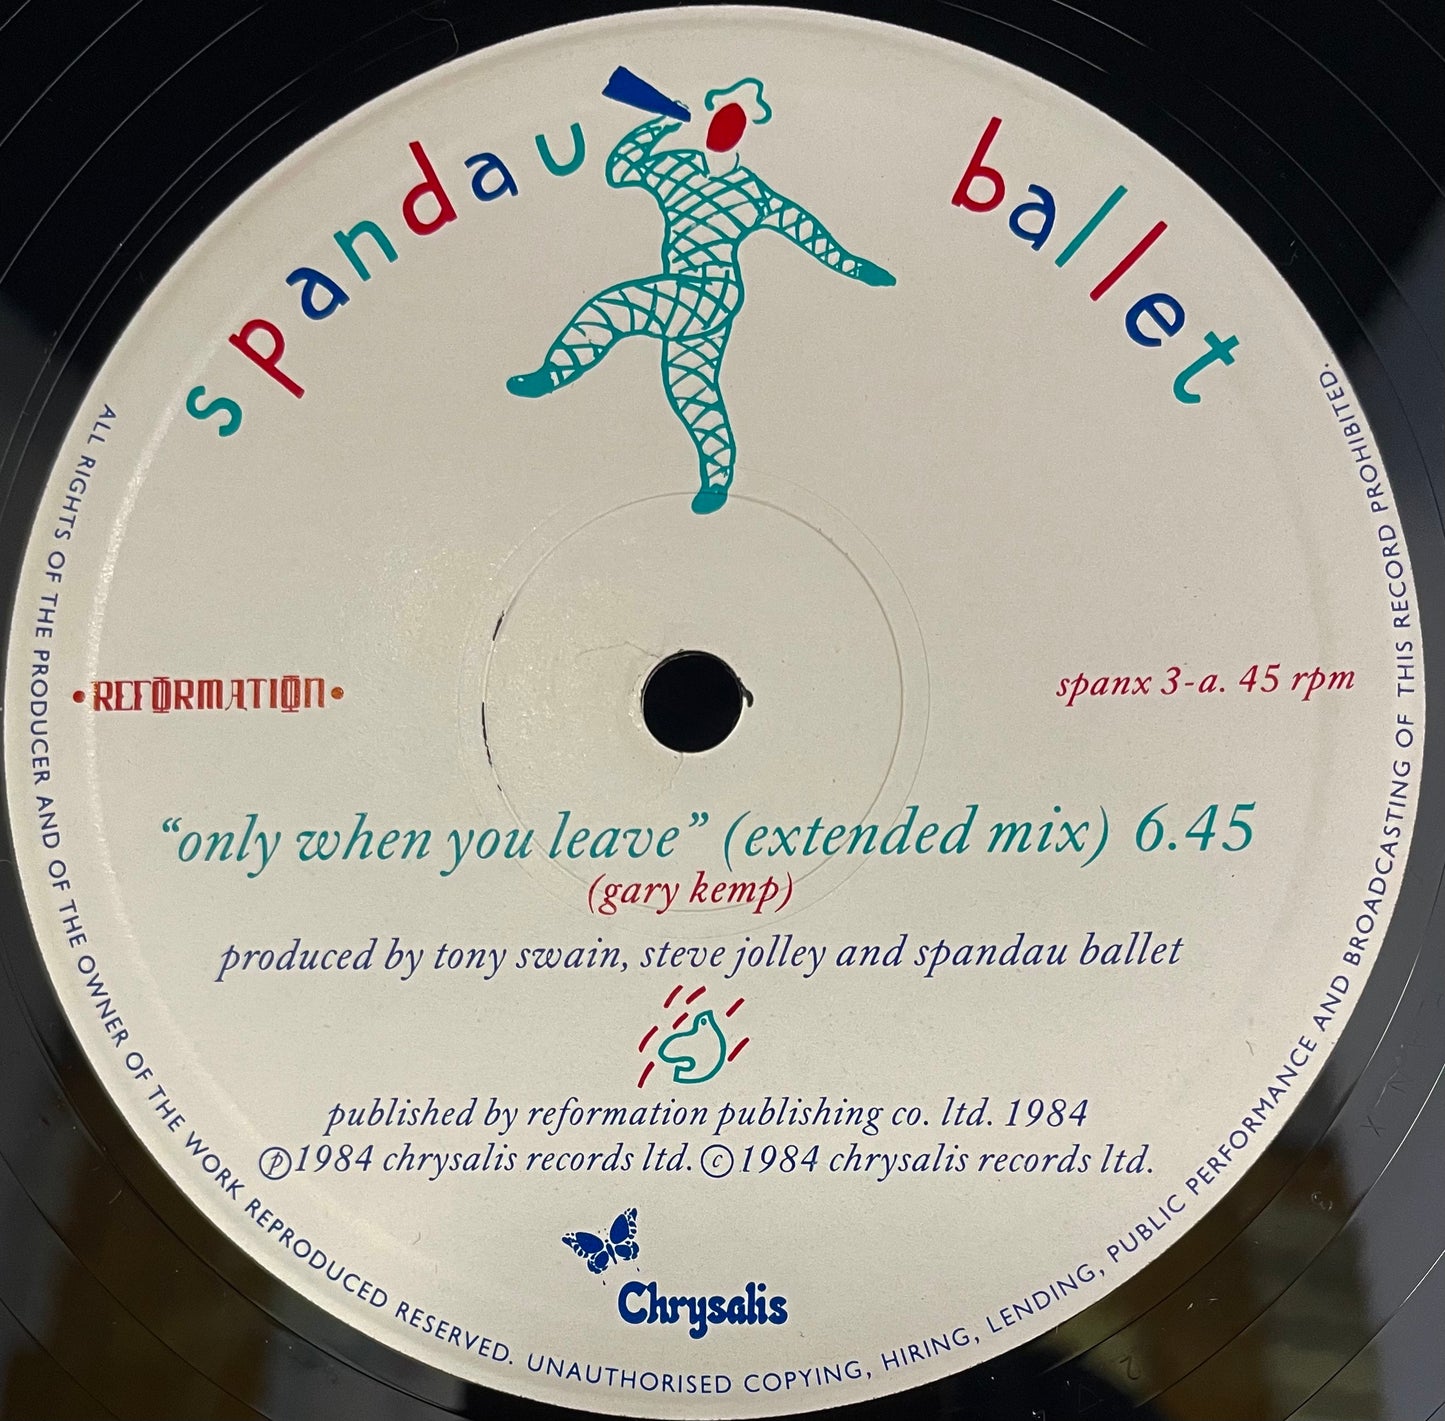 spandau ballet
•REFORMATION•
spanx 3-a. 45 rpm
“only when you leave” (extended mix) 6.45
(gary kemp)
produced by tony swain, steve jolley and spandau ballet
published by reformation publishing co. ltd. 1984
℗1984 chrysalis records ltd. ©1984 chrysalis records ltd.
Chrysalis
ALL RIGHTS OF THE PRODUCER AND OF THE OWNER OF THE WORK REPRODUCED RESERVED. UNAUTHORISED COPYING, HIRING, LENDING, PUBLIC PERFORMANCE AND BROADCASTING OF THIS RECORD PROHIBITED.